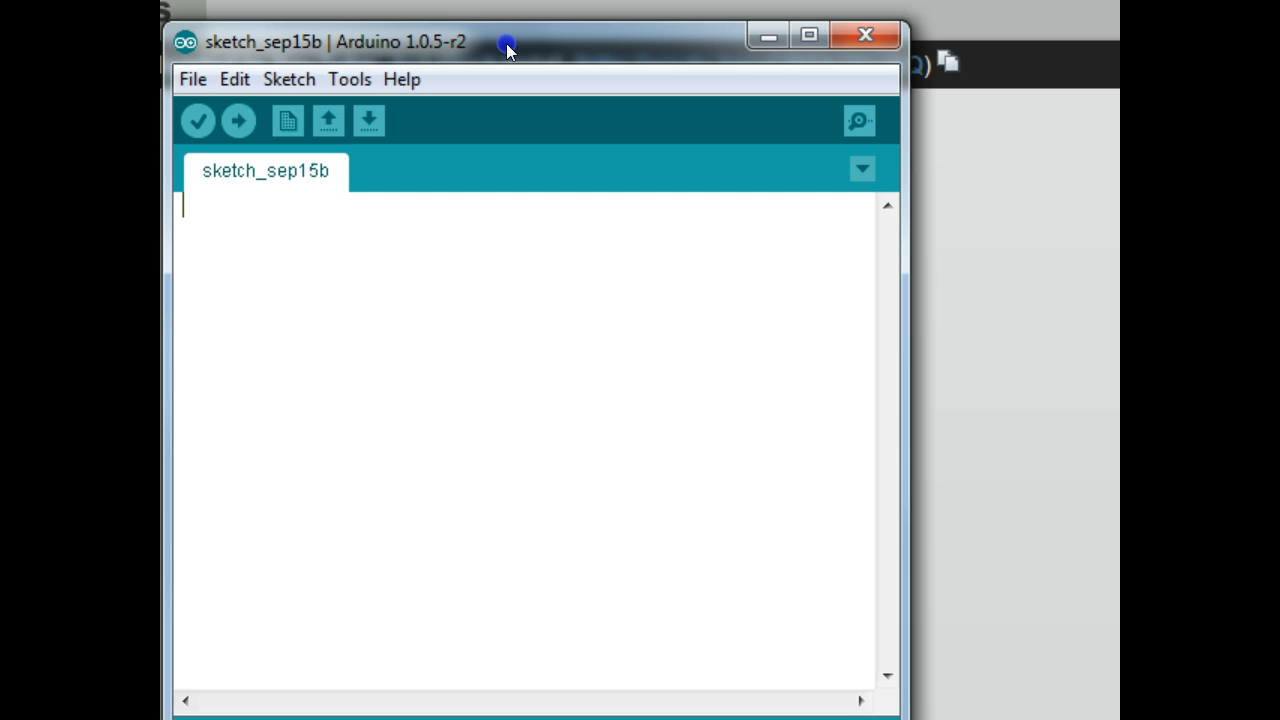 s
sketch_sep15b | Arduino 1.0.5-r2
Q)
File Edit Sketch Tools Help
sketch_sep15b